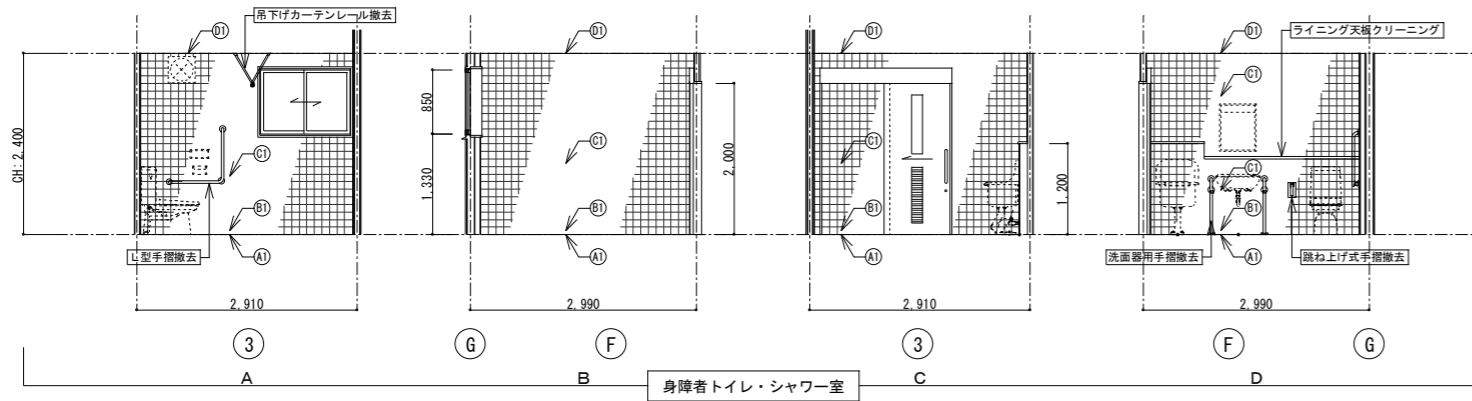 吊下げカーテンレール撤去
D1
D1
D1
D1
ライニング天板クリーニング
CH:2,400
850
1,330
2,000
1,200
C1
C1
C1
C1
C1
B1
B1
B1
B1
A1
A1
A1
A1
L型手摺撤去
洗面器用手摺撤去
跳ね上げ式手摺撤去
2,910
2,990
2,910
2,990
3
G
F
3
F
G
A
B
C
D
身障者トイレ・シャワー室